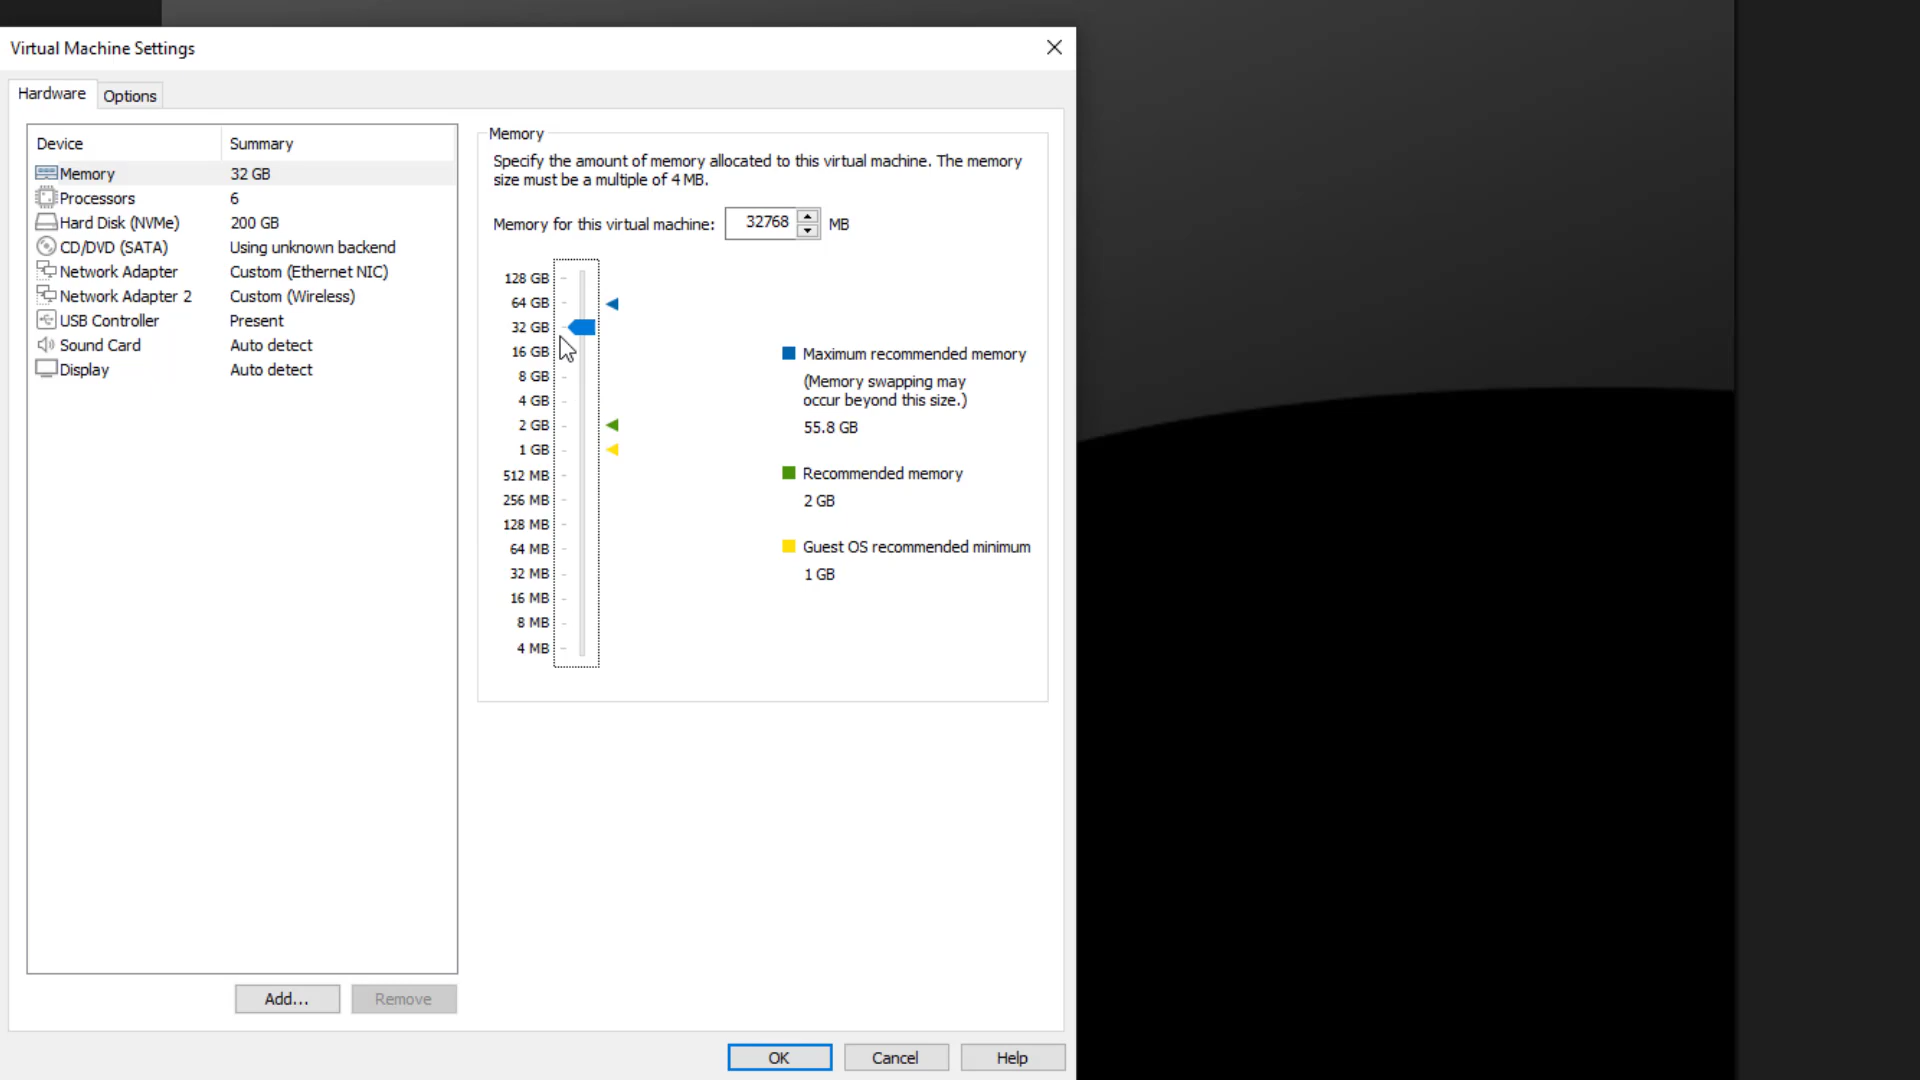 Virtual Machine Settings
Hardware
Options
Device Summary
Memory 32 GB
Processors 6
Hard Disk (NVMe) 200 GB
CD/DVD (SATA) Using unknown backend
Network Adapter Custom (Ethernet NIC)
Network Adapter 2 Custom (Wireless)
USB Controller Present
Sound Card Auto detect
Display Auto detect
Add...
Remove
Memory
Specify the amount of memory allocated to this virtual machine. The memory
size must be a multiple of 4 MB.
Memory for this virtual machine: 32768 MB
128 GB
64 GB
32 GB
16 GB
8 GB
4 GB
2 GB
1 GB
512 MB
256 MB
128 MB
64 MB
32 MB
16 MB
8 MB
4 MB
Maximum recommended memory
(Memory swapping may
occur beyond this size.)
55.8 GB
Recommended memory
2 GB
Guest OS recommended minimum
1 GB
OK
Cancel
Help